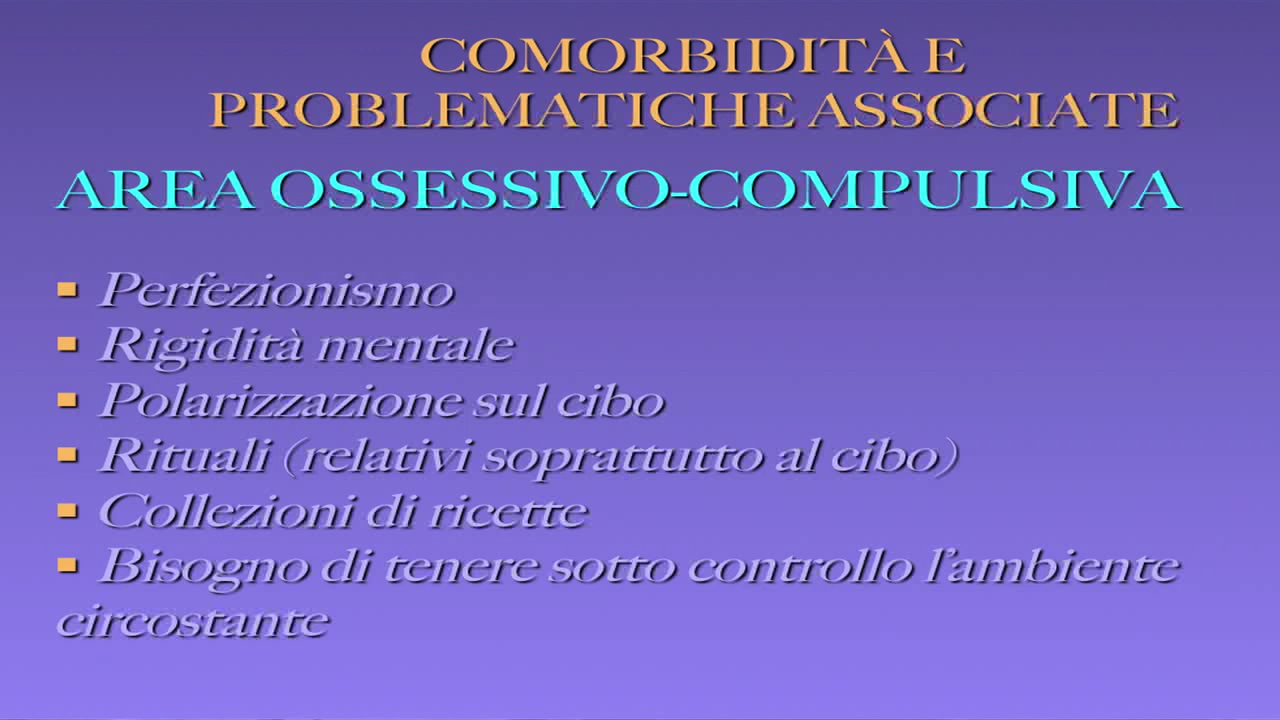 COMORBIDITÀ E
PROBLEMATICHE ASSOCIATE
AREA OSSESSIVO-COMPULSIVA
▪ Perfezionismo
▪ Rigidità mentale
▪ Polarizzazione sul cibo
▪ Rituali (relativi soprattutto al cibo)
▪ Collezioni di ricette
▪ Bisogno di tenere sotto controllo l’ambiente
circostante